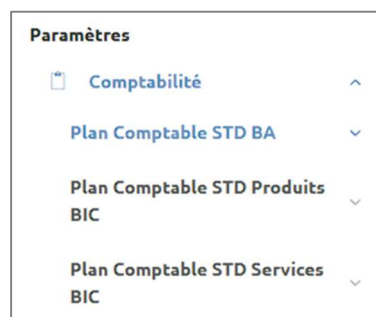 Paramètres
Comptabilité
Plan Comptable STD BA
Plan Comptable STD Produits
BIC
Plan Comptable STD Services
BIC